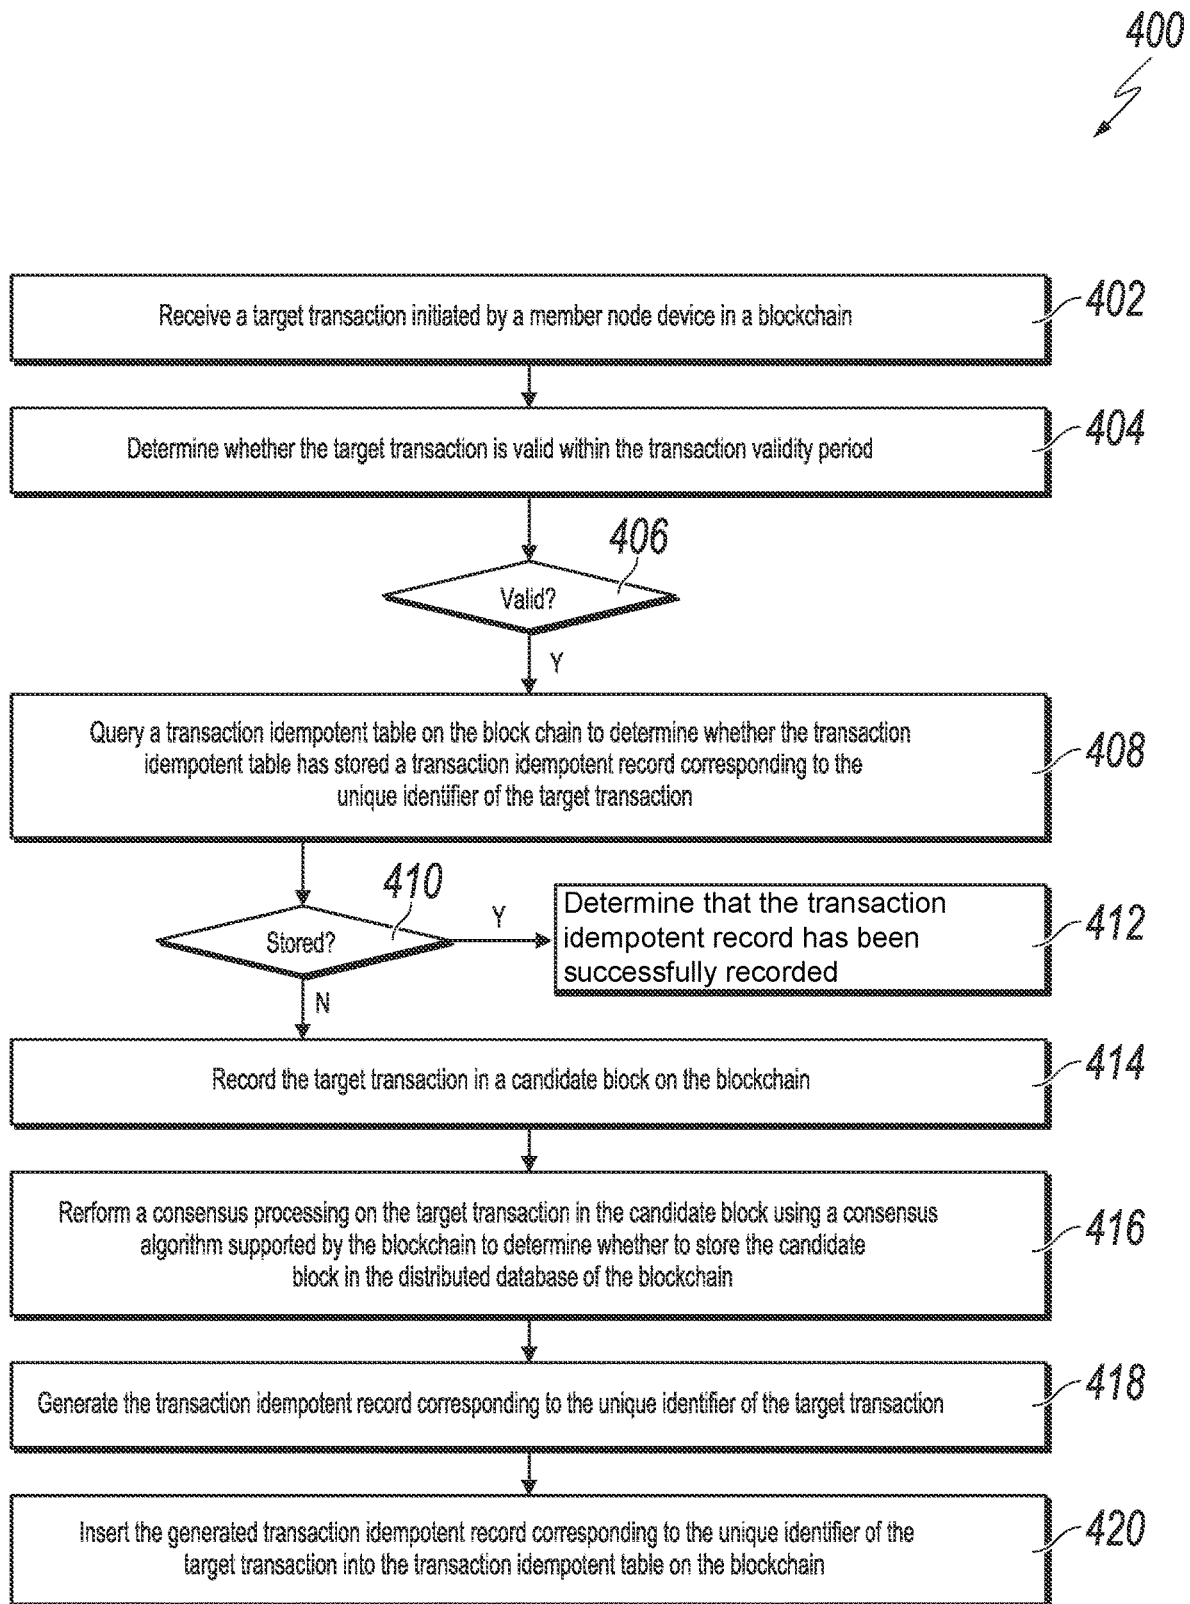 400
Receive a target transaction initiated by a member node device in a blockchain
402
Determine whether the target transaction is valid within the transaction validity period
404
406
Valid?
Y
Query a transaction idempotent table on the block chain to determine whether the transaction
idempotent table has stored a transaction idempotent record corresponding to the
unique identifier of the target transaction
408
410
Stored?
Y
Determine that the transaction
idempotent record has been
successfully recorded
412
N
Record the target transaction in a candidate block on the blockchain
414
Rerform a consensus processing on the target transaction in the candidate block using a consensus
algorithm supported by the blockchain to determine whether to store the candidate
block in the distributed database of the blockchain
416
Generate the transaction idempotent record corresponding to the unique identifier of the target transaction
418
Insert the generated transaction idempotent record corresponding to the unique identifier of the
target transaction into the transaction idempotent table on the blockchain
420